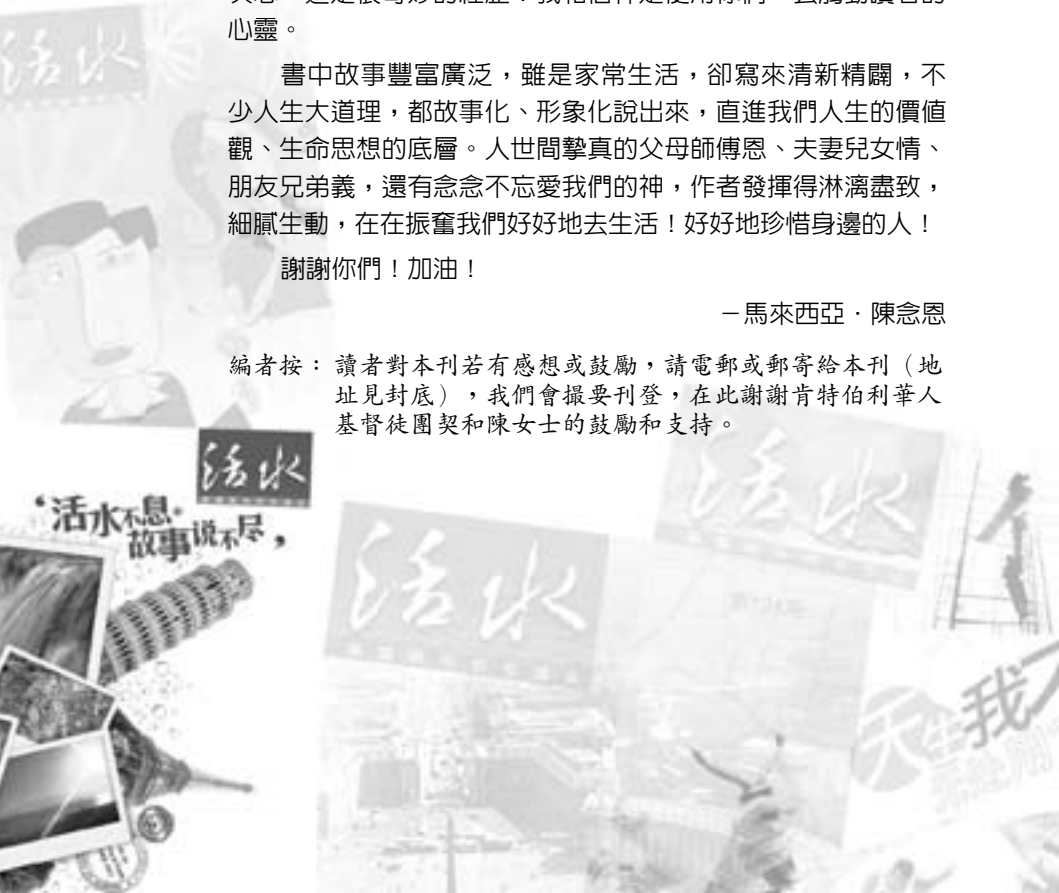 心靈。
書中故事豐富廣泛，雖是家常生活，卻寫來清新精闢，不
少人生大道理，都故事化、形象化說出來，直進我們人生的價值
觀、生命思想的底層。人世間摯真的父母師傅恩、夫妻兒女情、
朋友兄弟義，還有念念不忘愛我們的神，作者發揮得淋漓盡致，
細膩生動，在在振奮我們好好地去生活！好好地珍惜身邊的人！
謝謝你們！加油！
－馬來西亞．陳念恩
編者按：讀者對本刊若有感想或鼓勵，請電郵或郵寄給本刊（地
址見封底），我們會撮要刊登，在此謝謝肯特伯利華人
基督徒團契和陳女士的鼓勵和支持。
活水
活水
‘活水不息。
故事说不尽，
活水
活水
天生我